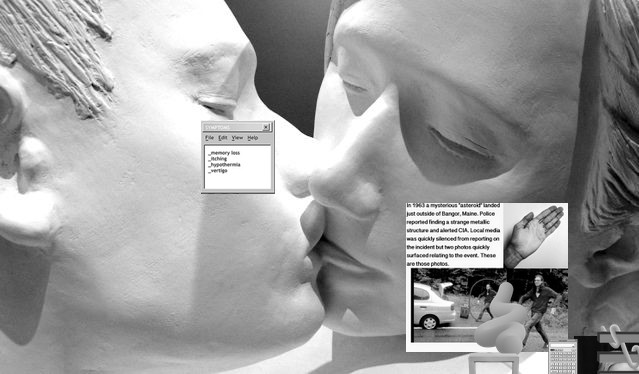 File Edit View Help
_memory loss
_itching
_hypothermia
_vertigo
In 1963 a mysterious "asteroid" landed
just outside of Bangor, Maine. Police
reported finding a strange metallic
structure and alerted CIA. Local media
was quickly silenced from reporting on
the incident but two photos quickly
surfaced relating to the event. These
are those photos.